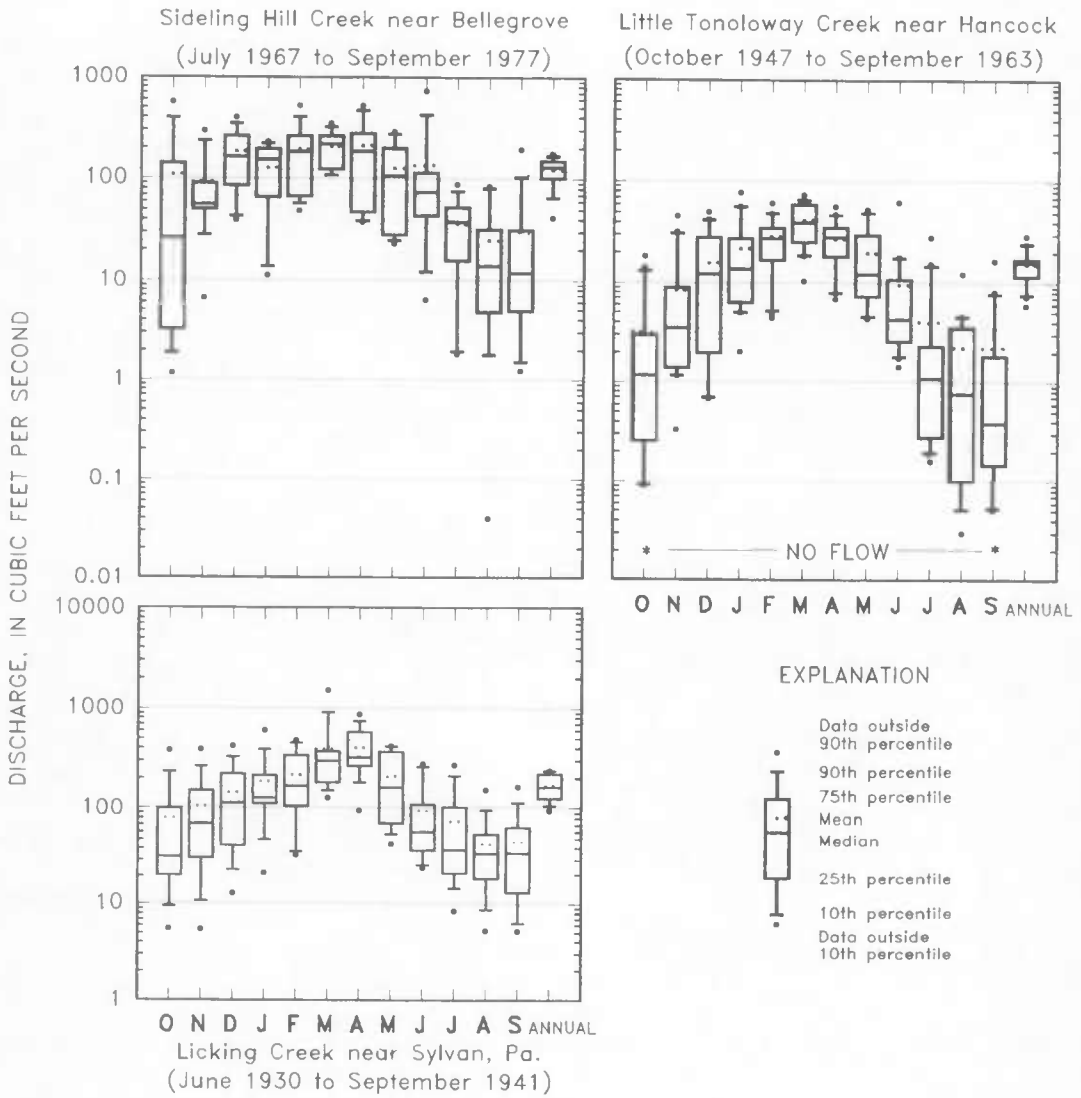 Sideling Hill Creek near Bellegrove
(July 1967 to September 1977)
Little Tonoloway Creek near Hancock
(October 1947 to September 1963)
DISCHARGE, IN CUBIC FEET PER SECOND
1000
100
10
1
0.1
0.01
* NO FLOW *
O N D J F M A M J J A S ANNUAL
10000
1000
100
10
1
O N D J F M A M J J A S ANNUAL
Licking Creek near Sylvan, Pa.
(June 1930 to September 1941)
EXPLANATION
Data outside
90th percentile
90th percentile
75th percentile
Mean
Median
25th percentile
10th percentile
Data outside
10th percentile